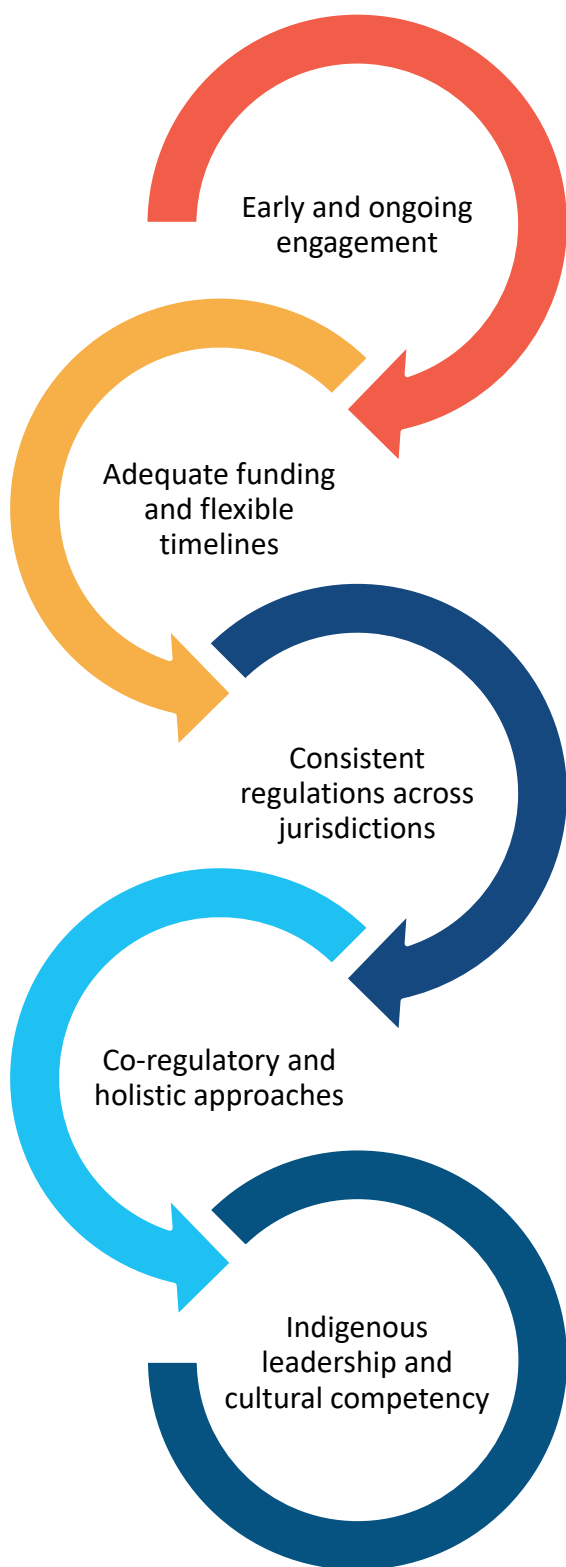 Early and ongoing
engagement
Adequate funding
and flexible
timelines
Consistent
regulations across
jurisdictions
Co-regulatory and
holistic approaches
Indigenous
leadership and
cultural competency